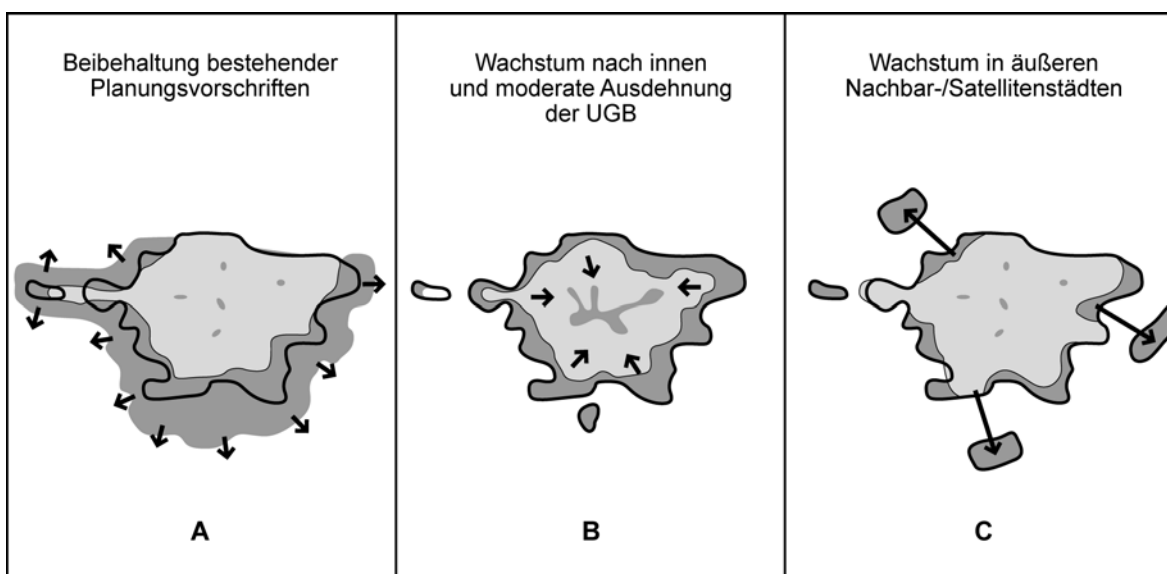 Beibehaltung bestehender
Planungsvorschriften
A
Wachstum nach innen
und moderate Ausdehnung
der UGB
B
Wachstum in äußeren
Nachbar-/Satellitenstädten
C